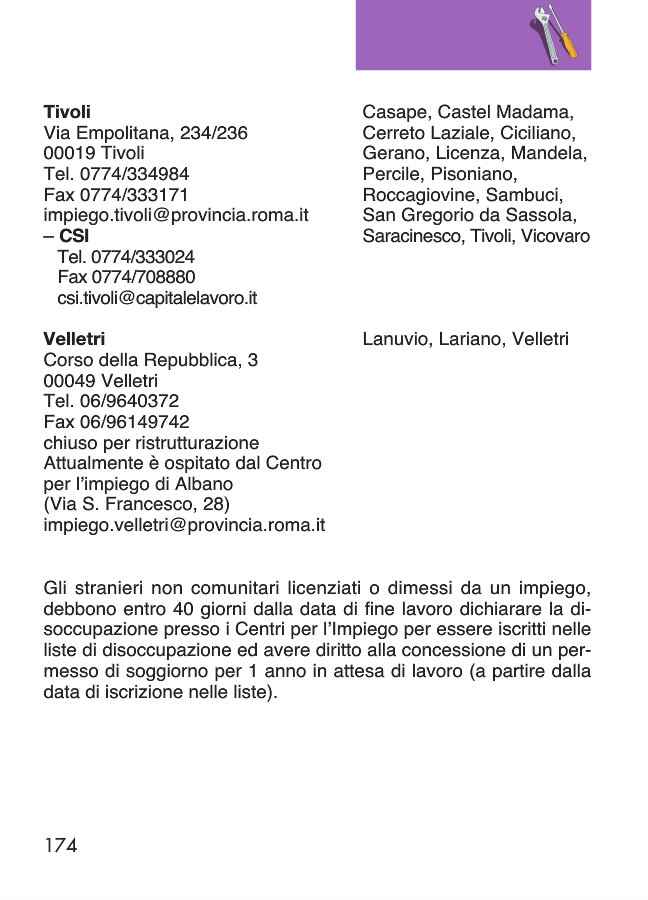 Tivoli
Via Empolitana, 234/236
00019 Tivoli
Tel. 0774/334984
Fax 0774/333171
impiego.tivoli@provincia.roma.it
– CSI
Tel. 0774/333024
Fax 0774/708880
csi.tivoli@capitalelavoro.it
Casape, Castel Madama,
Cerreto Laziale, Ciciliano,
Gerano, Licenza, Mandela,
Percile, Pisoniano,
Roccagiovine, Sambuci,
San Gregorio da Sassola,
Saracinesco, Tivoli, Vicovaro
Velletri
Corso della Repubblica, 3
00049 Velletri
Tel. 06/9640372
Fax 06/96149742
chiuso per ristrutturazione
Attualmente è ospitato dal Centro
per l’impiego di Albano
(Via S. Francesco, 28)
impiego.velletri@provincia.roma.it
Lanuvio, Lariano, Velletri
Gli stranieri non comunitari licenziati o dimessi da un impiego,
debbono entro 40 giorni dalla data di fine lavoro dichiarare la di-
soccupazione presso i Centri per l’Impiego per essere iscritti nelle
liste di disoccupazione ed avere diritto alla concessione di un per-
messo di soggiorno per 1 anno in attesa di lavoro (a partire dalla
data di iscrizione nelle liste).
174